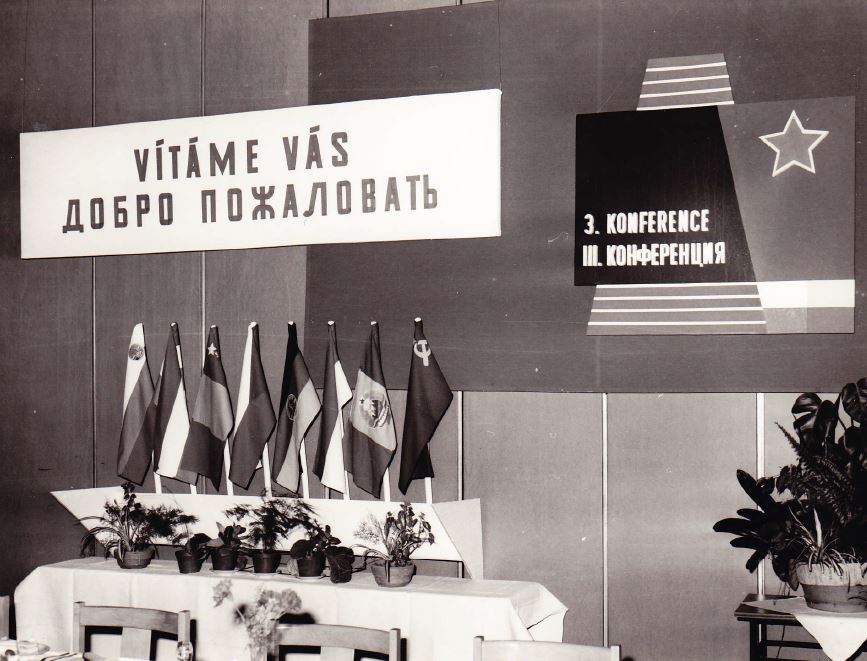 VÍTÁME VÁS
ДОБРО ПОЖАЛОВАТЬ
3. KONFERENCE
III. КОНФЕРЕНЦИЯ